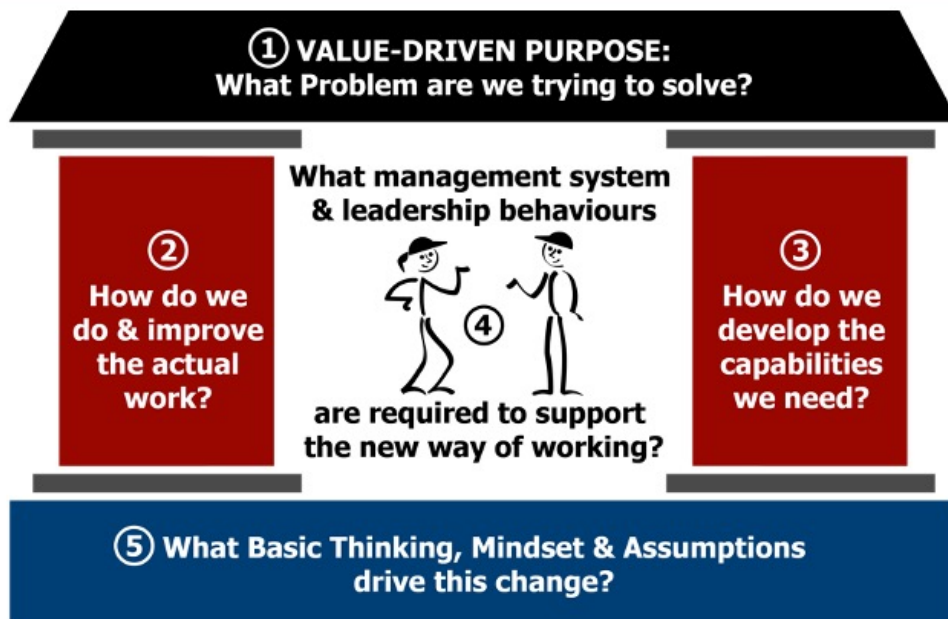 ① VALUE-DRIVEN PURPOSE:
What Problem are we trying to solve?
② 
How do we
do & improve
the actual
work?
What management system
& leadership behaviours
④
are required to support
the new way of working?
③
How do we
develop the
capabilities
we need?
⑤ What Basic Thinking, Mindset & Assumptions
drive this change?